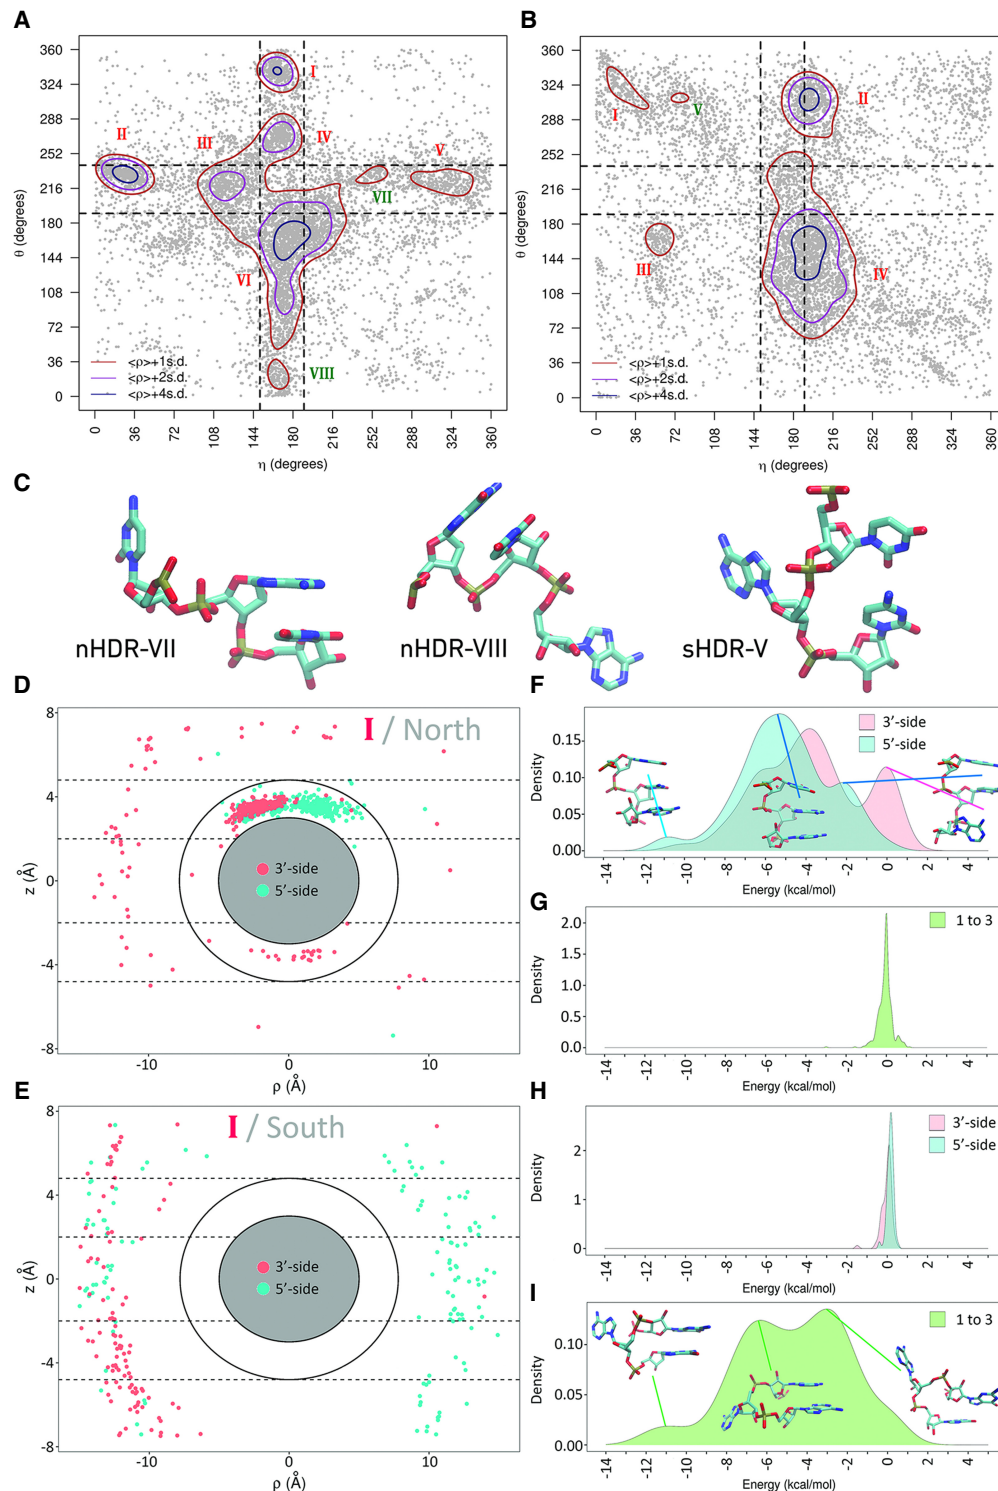 A
360
324
288
252
216
180
144
108
72
36
0
θ (degrees)
I
II
III
IV
V
VII
VI
VIII
<ρ>+1s.d.
<ρ>+2s.d.
<ρ>+4s.d.
0 36 72 108 144 180 216 252 288 324 360
η (degrees)
B
360
324
288
252
216
180
144
108
72
36
0
θ (degrees)
I
V
II
III
IV
<ρ>+1s.d.
<ρ>+2s.d.
<ρ>+4s.d.
0 36 72 108 144 180 216 252 288 324 360
η (degrees)
C
nHDR-VII
nHDR-VIII
sHDR-V
D
8
4
0
-4
-8
z (Å)
I / North
3’-side
5’-side
-10 0 10
ρ (Å)
E
8
4
0
-4
-8
z (Å)
I / South
3’-side
5’-side
-10 0 10
ρ (Å)
F
0.15
0.10
0.05
0.00
Density
3’-side
5’-side
-14 -12 -10 -8 -6 -4 -2 0 2 4
Energy (kcal/mol)
G
2.0
1.5
1.0
0.5
0.0
Density
1 to 3
-14 -12 -10 -8 -6 -4 -2 0 2 4
Energy (kcal/mol)
H
2
1
0
Density
3’-side
5’-side
-14 -12 -10 -8 -6 -4 -2 0 2 4
Energy (kcal/mol)
I
0.10
0.05
0.00
Density
1 to 3
-14 -12 -10 -8 -6 -4 -2 0 2 4
Energy (kcal/mol)